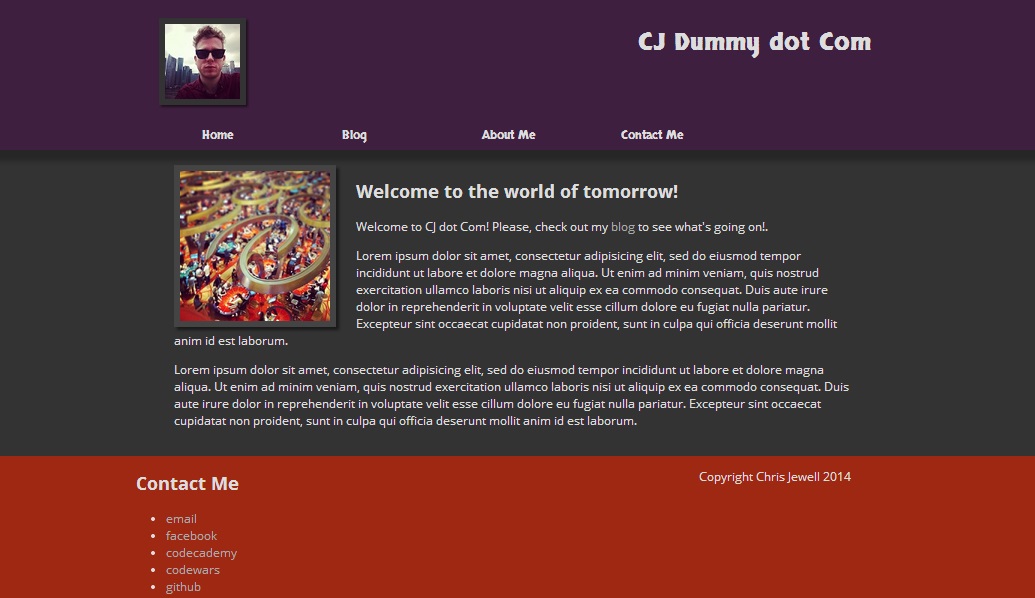 CJ Dummy dot Com
Home Blog About Me Contact Me
Welcome to the world of tomorrow!
Welcome to CJ dot Com! Please, check out my blog to see what's going on!.
Lorem ipsum dolor sit amet, consectetur adipisicing elit, sed do eiusmod tempor
incididunt ut labore et dolore magna aliqua. Ut enim ad minim veniam, quis nostrud
exercitation ullamco laboris nisi ut aliquip ex ea commodo consequat. Duis aute irure
dolor in reprehenderit in voluptate velit esse cillum dolore eu fugiat nulla pariatur.
Excepteur sint occaecat cupidatat non proident, sunt in culpa qui officia deserunt mollit
anim id est laborum.
Lorem ipsum dolor sit amet, consectetur adipisicing elit, sed do eiusmod tempor incididunt ut labore et dolore magna
aliqua. Ut enim ad minim veniam, quis nostrud exercitation ullamco laboris nisi ut aliquip ex ea commodo consequat. Duis
aute irure dolor in reprehenderit in voluptate velit esse cillum dolore eu fugiat nulla pariatur. Excepteur sint occaecat
cupidatat non proident, sunt in culpa qui officia deserunt mollit anim id est laborum.
Contact Me
email
facebook
codecademy
codewars
github
Copyright Chris Jewell 2014